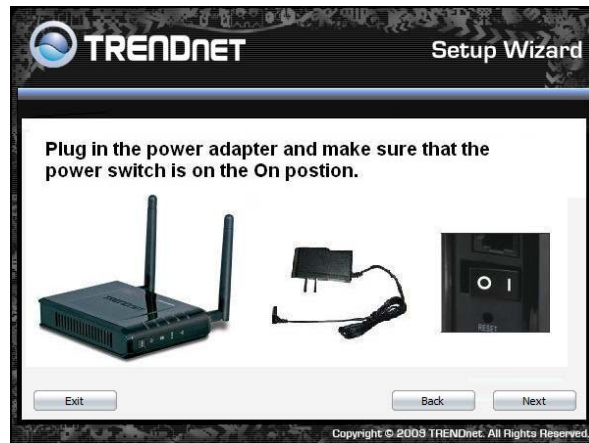 TRENDNET
Setup Wizard
Plug in the power adapter and make sure that the
power switch is on the On postion.
TRENDNET
O I
RESET
Exit
Back
Next
Copyright © 2009 TRENDnet. All Rights Reserved.